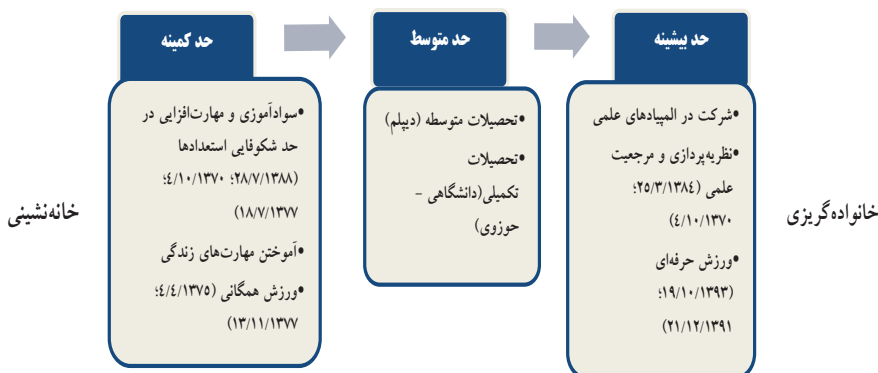 حد کمینه
حد متوسط
حد بیشینه
•سوادآموزی و مهارت‌افزایی در
حد شکوفایی استعدادها
(۲۸/۷/۱۳۸۸؛ ۴/۱۰/۱۳۷۰؛
۱۸/۷/۱۳۷۷)
•آموختن مهارت‌های زندگی
•ورزش همگانی (۴/۴/۱۳۷۵؛
۱۳/۱۱/۱۳۷۷)
•تحصیلات متوسطه (دیپلم)
•تحصیلات
تکمیلی(دانشگاهی -
حوزوی)
•شرکت در المپیادهای علمی
•نظریه‌پردازی و مرجعیت
علمی (۲۵/۳/۱۳۸۴؛
۴/۱۰/۱۳۷۰)
•ورزش حرفه‌ای
(۱۹/۱۰/۱۳۹۳؛
۲۱/۱۲/۱۳۹۱)
خانه‌نشینی
خانواده‌گریزی